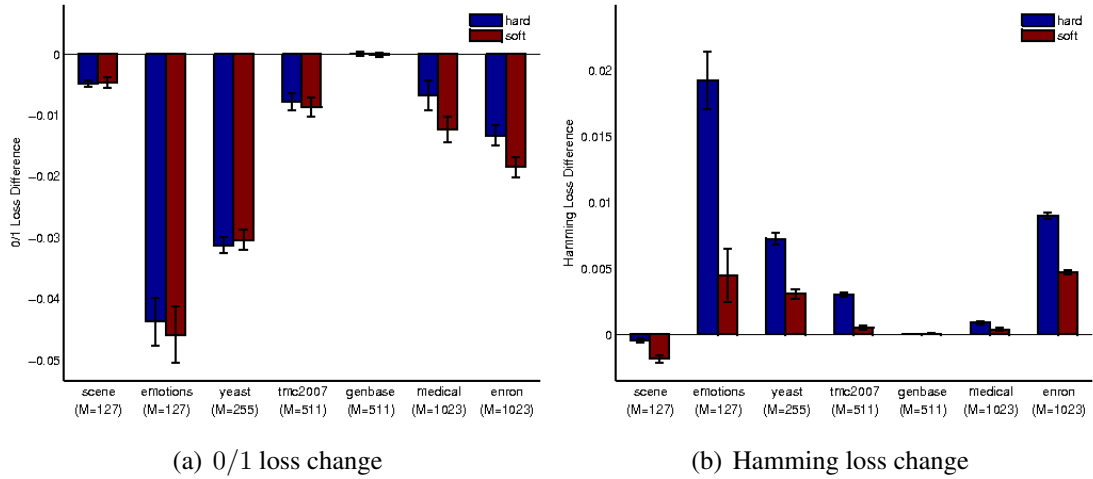 hard
soft
0
−0.01
−0.02
−0.03
−0.04
−0.05
0/1 Loss Difference
scene emotions yeast tmc2007 genbase medical enron
(M=127) (M=127) (M=255) (M=511) (M=511) (M=1023) (M=1023)
(a) 0/1 loss change
hard
soft
0.02
0.015
0.01
0.005
0
Hamming Loss Difference
scene emotions yeast tmc2007 genbase medical enron
(M=127) (M=127) (M=255) (M=511) (M=511) (M=1023) (M=1023)
(b) Hamming loss change